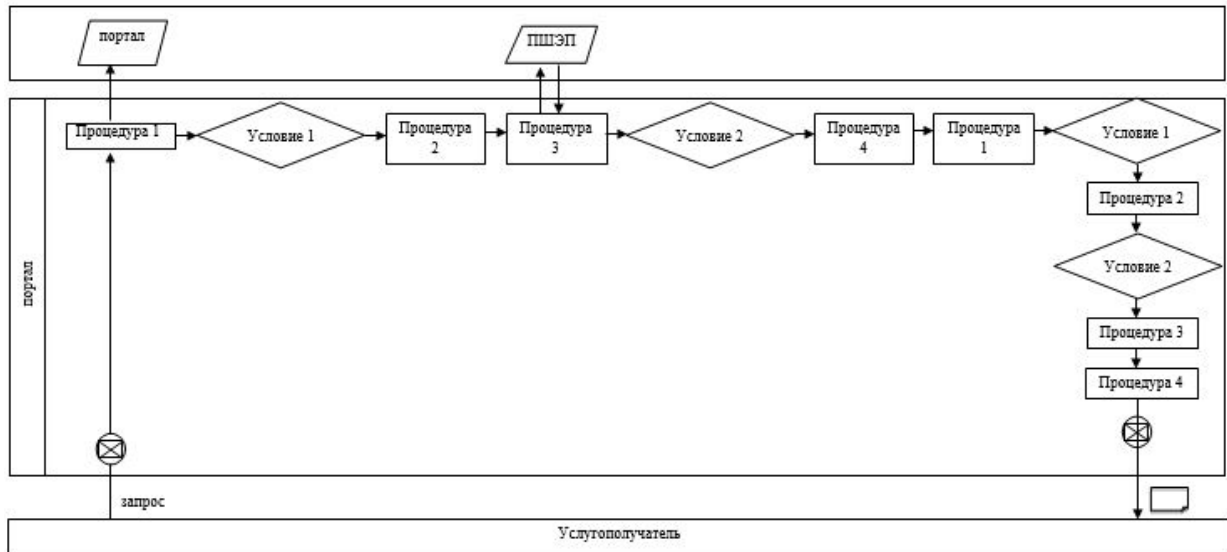 портал
ПШЭП
Процедура 1
Условие 1
Процедура
2
Процедура
3
Условие 2
Процедура
4
Процедура
1
Условие 1
Процедура 2
Условие 2
Процедура 3
Процедура 4
портал
запрос
Услугополучатель